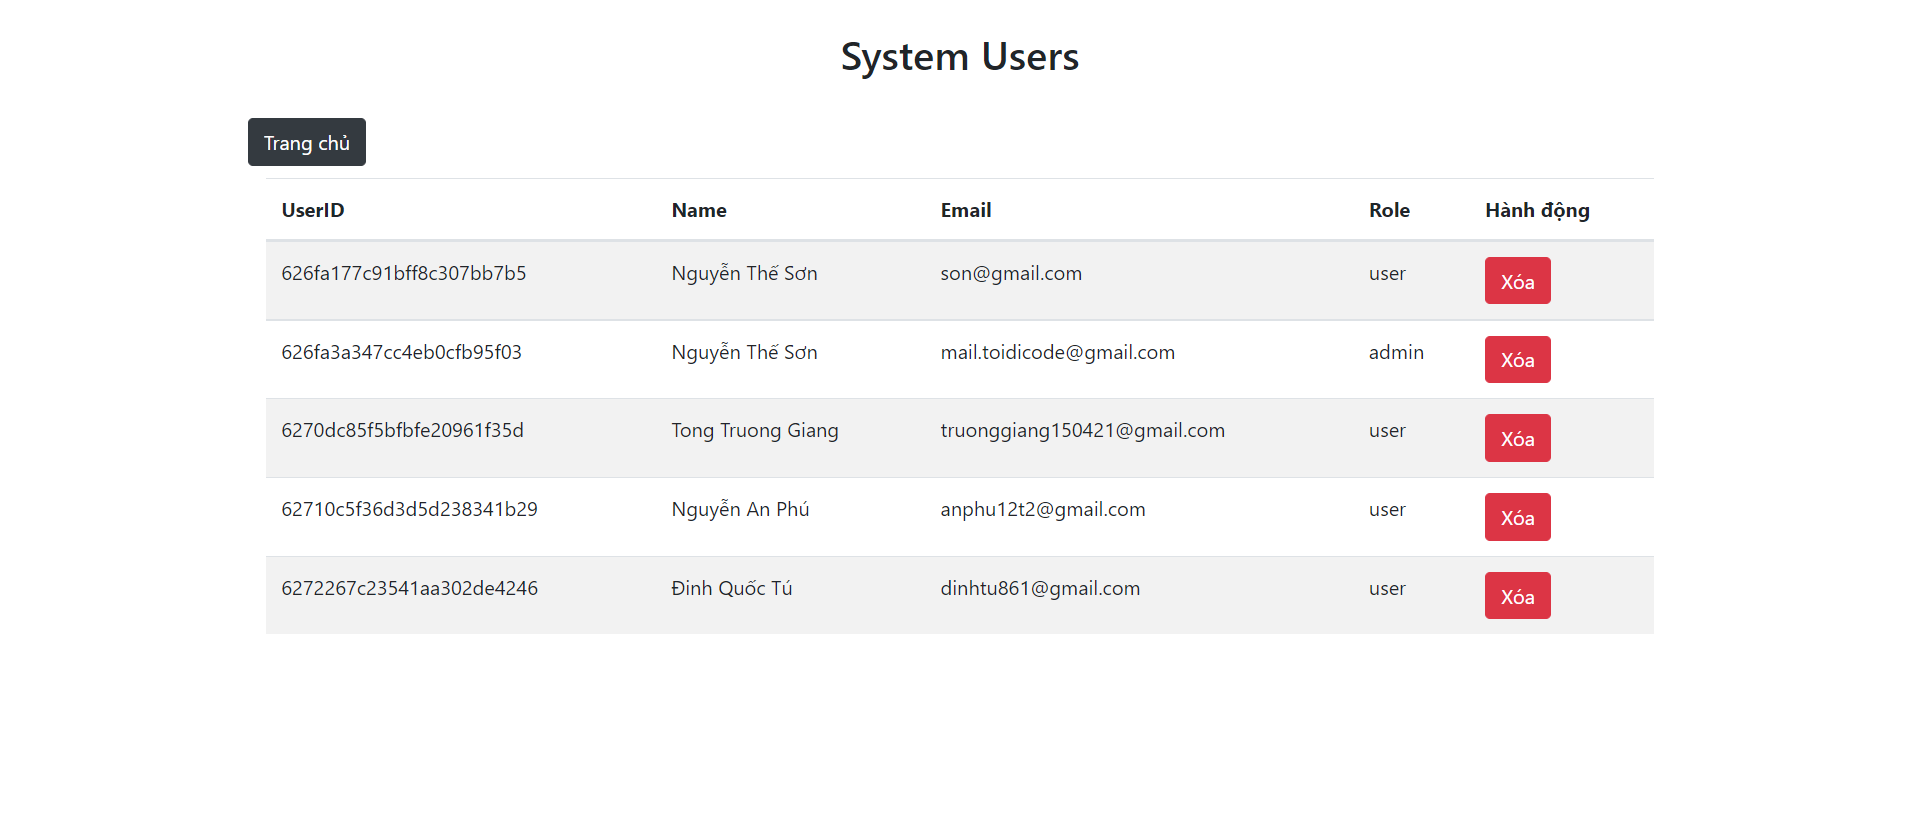 System Users
Trang chủ
UserID Name Email Role Hành động
626fa177c91bff8c307bb7b5 Nguyễn Thế Sơn son@gmail.com user Xóa
626fa3a347cc4eb0cfb95f03 Nguyễn Thế Sơn mail.toidicode@gmail.com admin Xóa
6270dc85f5bfbfe20961f35d Tong Truong Giang truonggiang150421@gmail.com user Xóa
62710c5f36d3d5d238341b29 Nguyễn An Phú anphu12t2@gmail.com user Xóa
6272267c23541aa302de4246 Đinh Quốc Tú dinhtu861@gmail.com user Xóa